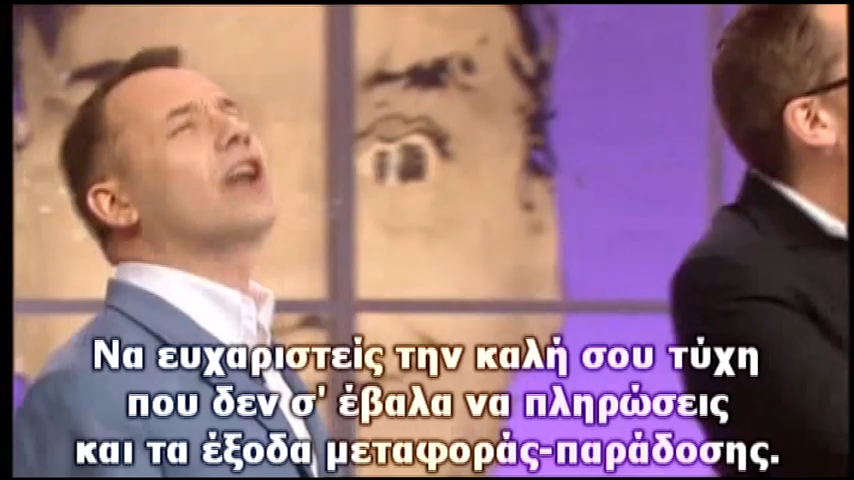 Να ευχαριστείς την καλή σου τύχη
που δεν σ' έβαλα να πληρώσεις
και τα έξοδα μεταφοράς-παράδοσης.